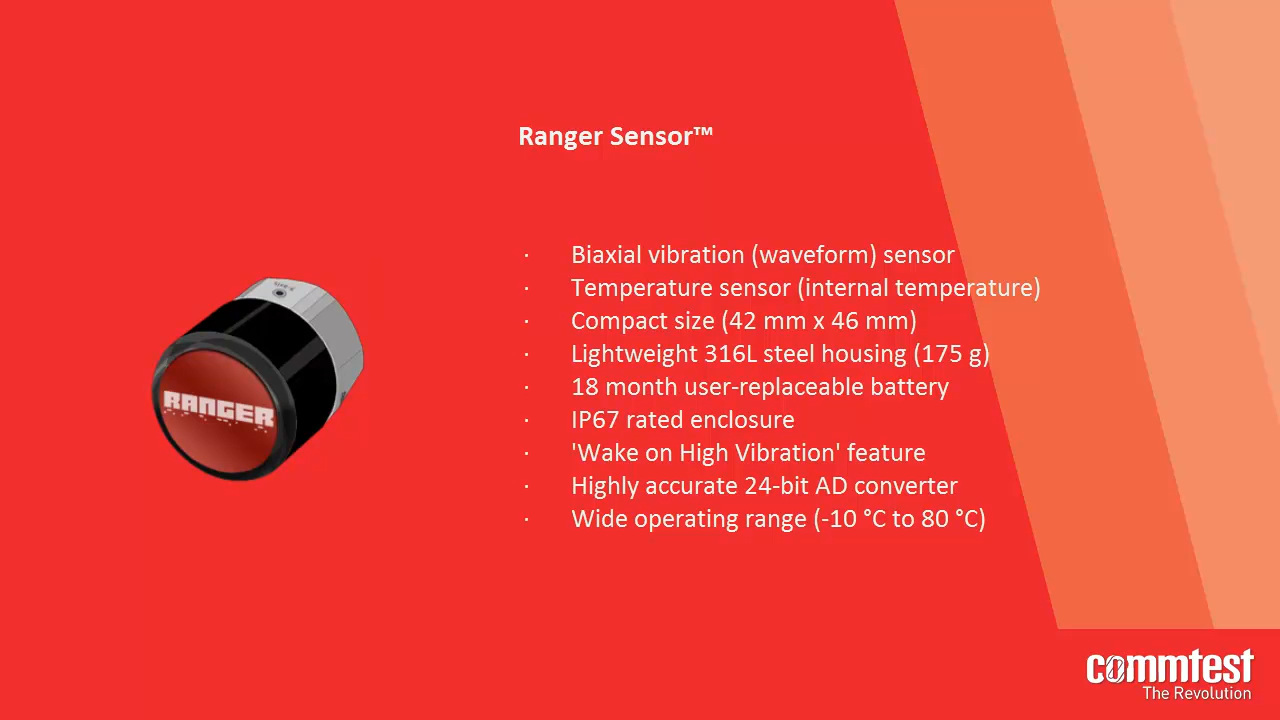 Ranger Sensor™
· Biaxial vibration (waveform) sensor
· Temperature sensor (internal temperature)
· Compact size (42 mm x 46 mm)
· Lightweight 316L steel housing (175 g)
· 18 month user-replaceable battery
· IP67 rated enclosure
· 'Wake on High Vibration' feature
· Highly accurate 24-bit AD converter
· Wide operating range (-10 °C to 80 °C)
RANGER
commtest
The Revolution